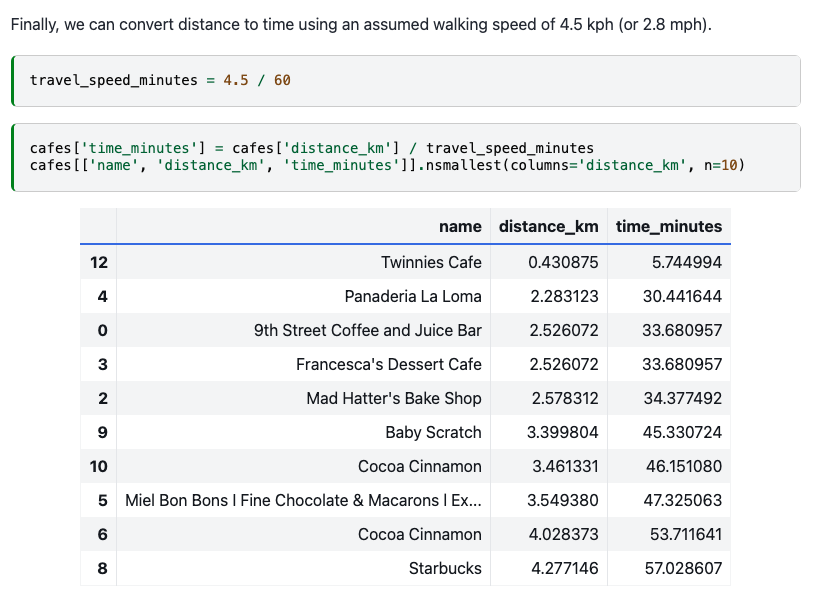 Finally, we can convert distance to time using an assumed walking speed of 4.5 kph (or 2.8 mph).
travel_speed_minutes = 4.5 / 60
cafes['time_minutes'] = cafes['distance_km'] / travel_speed_minutes
cafes[['name', 'distance_km', 'time_minutes']].nsmallest(columns='distance_km', n=10)
name distance_km time_minutes
12 Twinnies Cafe 0.430875 5.744994
4 Panaderia La Loma 2.283123 30.441644
0 9th Street Coffee and Juice Bar 2.526072 33.680957
3 Francesca's Dessert Cafe 2.526072 33.680957
2 Mad Hatter's Bake Shop 2.578312 34.377492
9 Baby Scratch 3.399804 45.330724
10 Cocoa Cinnamon 3.461331 46.151080
5 Miel Bon Bons l Fine Chocolate & Macarons l Ex... 3.549380 47.325063
6 Cocoa Cinnamon 4.028373 53.711641
8 Starbucks 4.277146 57.028607